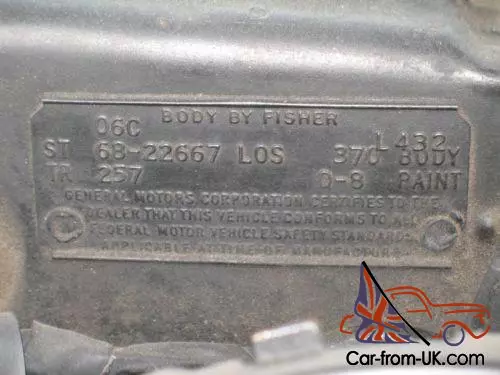 BODY BY FISHER
06C L 432
ST 68-22667 LOS 370 BODY
TR 257 D-8 PAINT
GENERAL MOTORS CORPORATION CERTIFIES TO THE
DEALER THAT THIS VEHICLE CONFORMS TO ALL
FEDERAL MOTOR VEHICLE SAFETY STANDARDS
APPLICABLE AT TIME OF MANUFACTURE
Car-from-UK.com